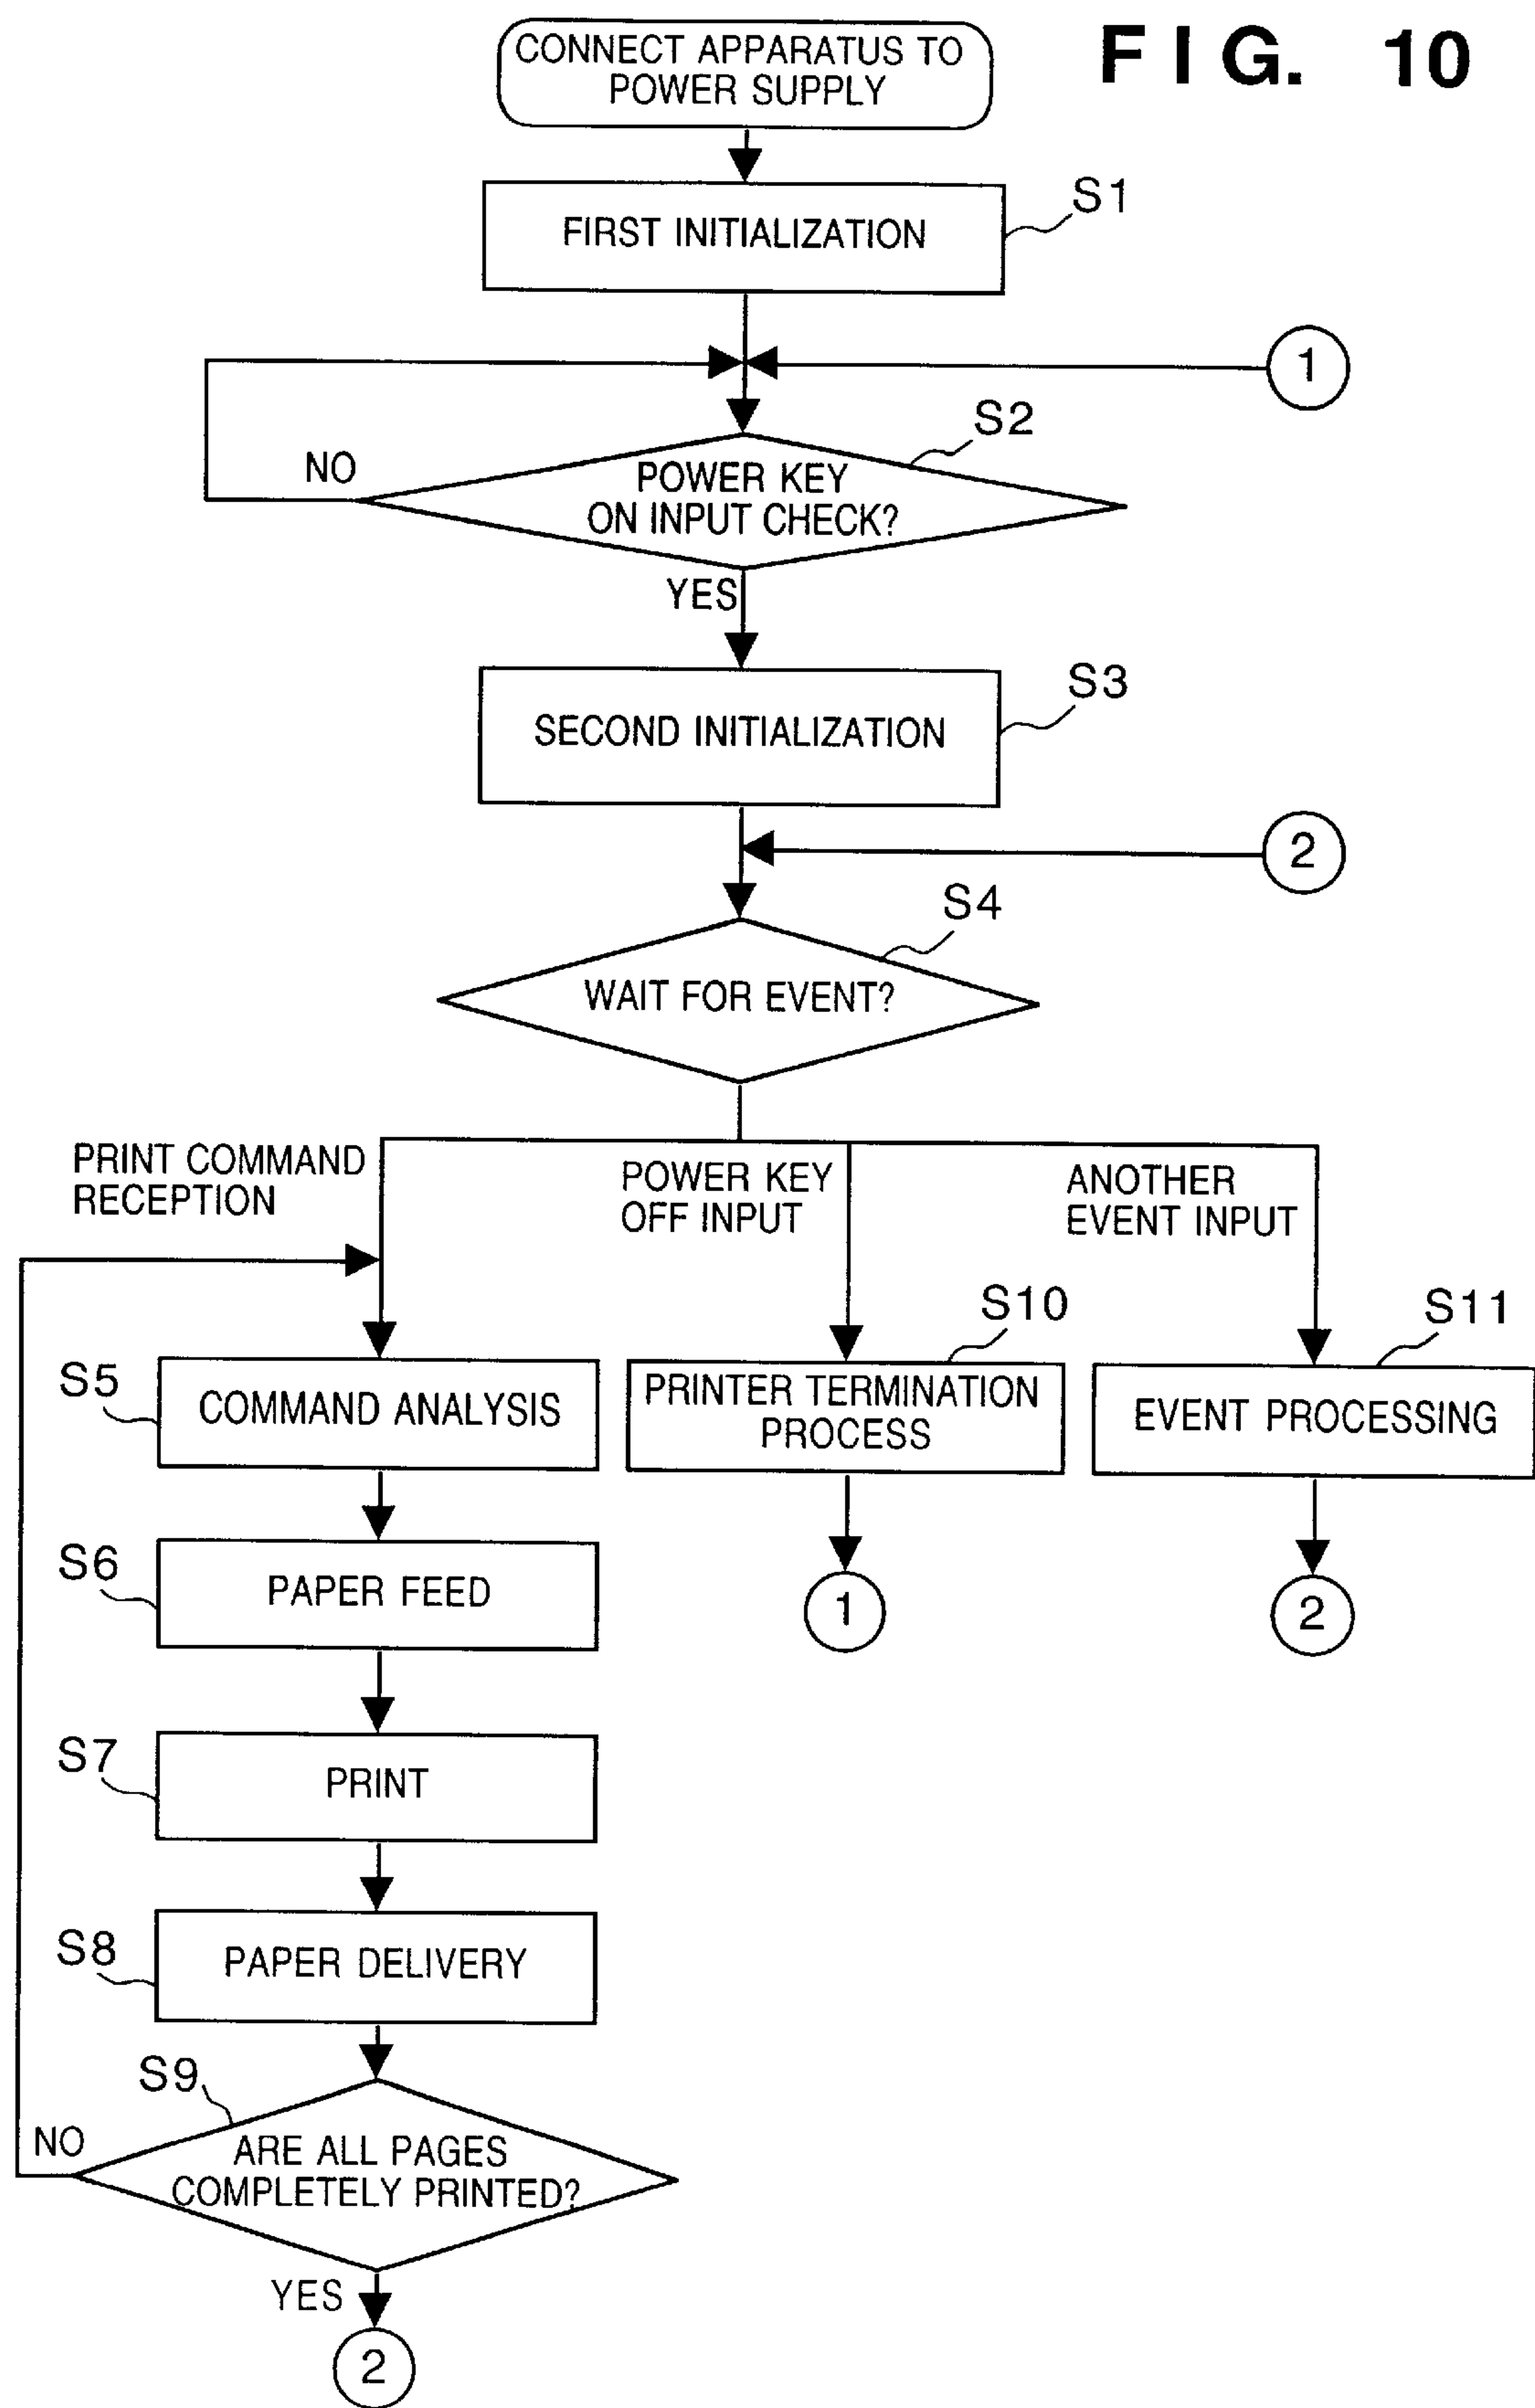 FIG. 10
CONNECT APPARATUS TO
POWER SUPPLY
S1
FIRST INITIALIZATION
1
S2
NO
POWER KEY
ON INPUT CHECK?
YES
S3
SECOND INITIALIZATION
2
S4
WAIT FOR EVENT?
PRINT COMMAND
RECEPTION
POWER KEY
OFF INPUT
ANOTHER
EVENT INPUT
S5
COMMAND ANALYSIS
S10
PRINTER TERMINATION
PROCESS
1
S11
EVENT PROCESSING
2
S6
PAPER FEED
S7
PRINT
S8
PAPER DELIVERY
S9
NO
ARE ALL PAGES
COMPLETELY PRINTED?
YES
2